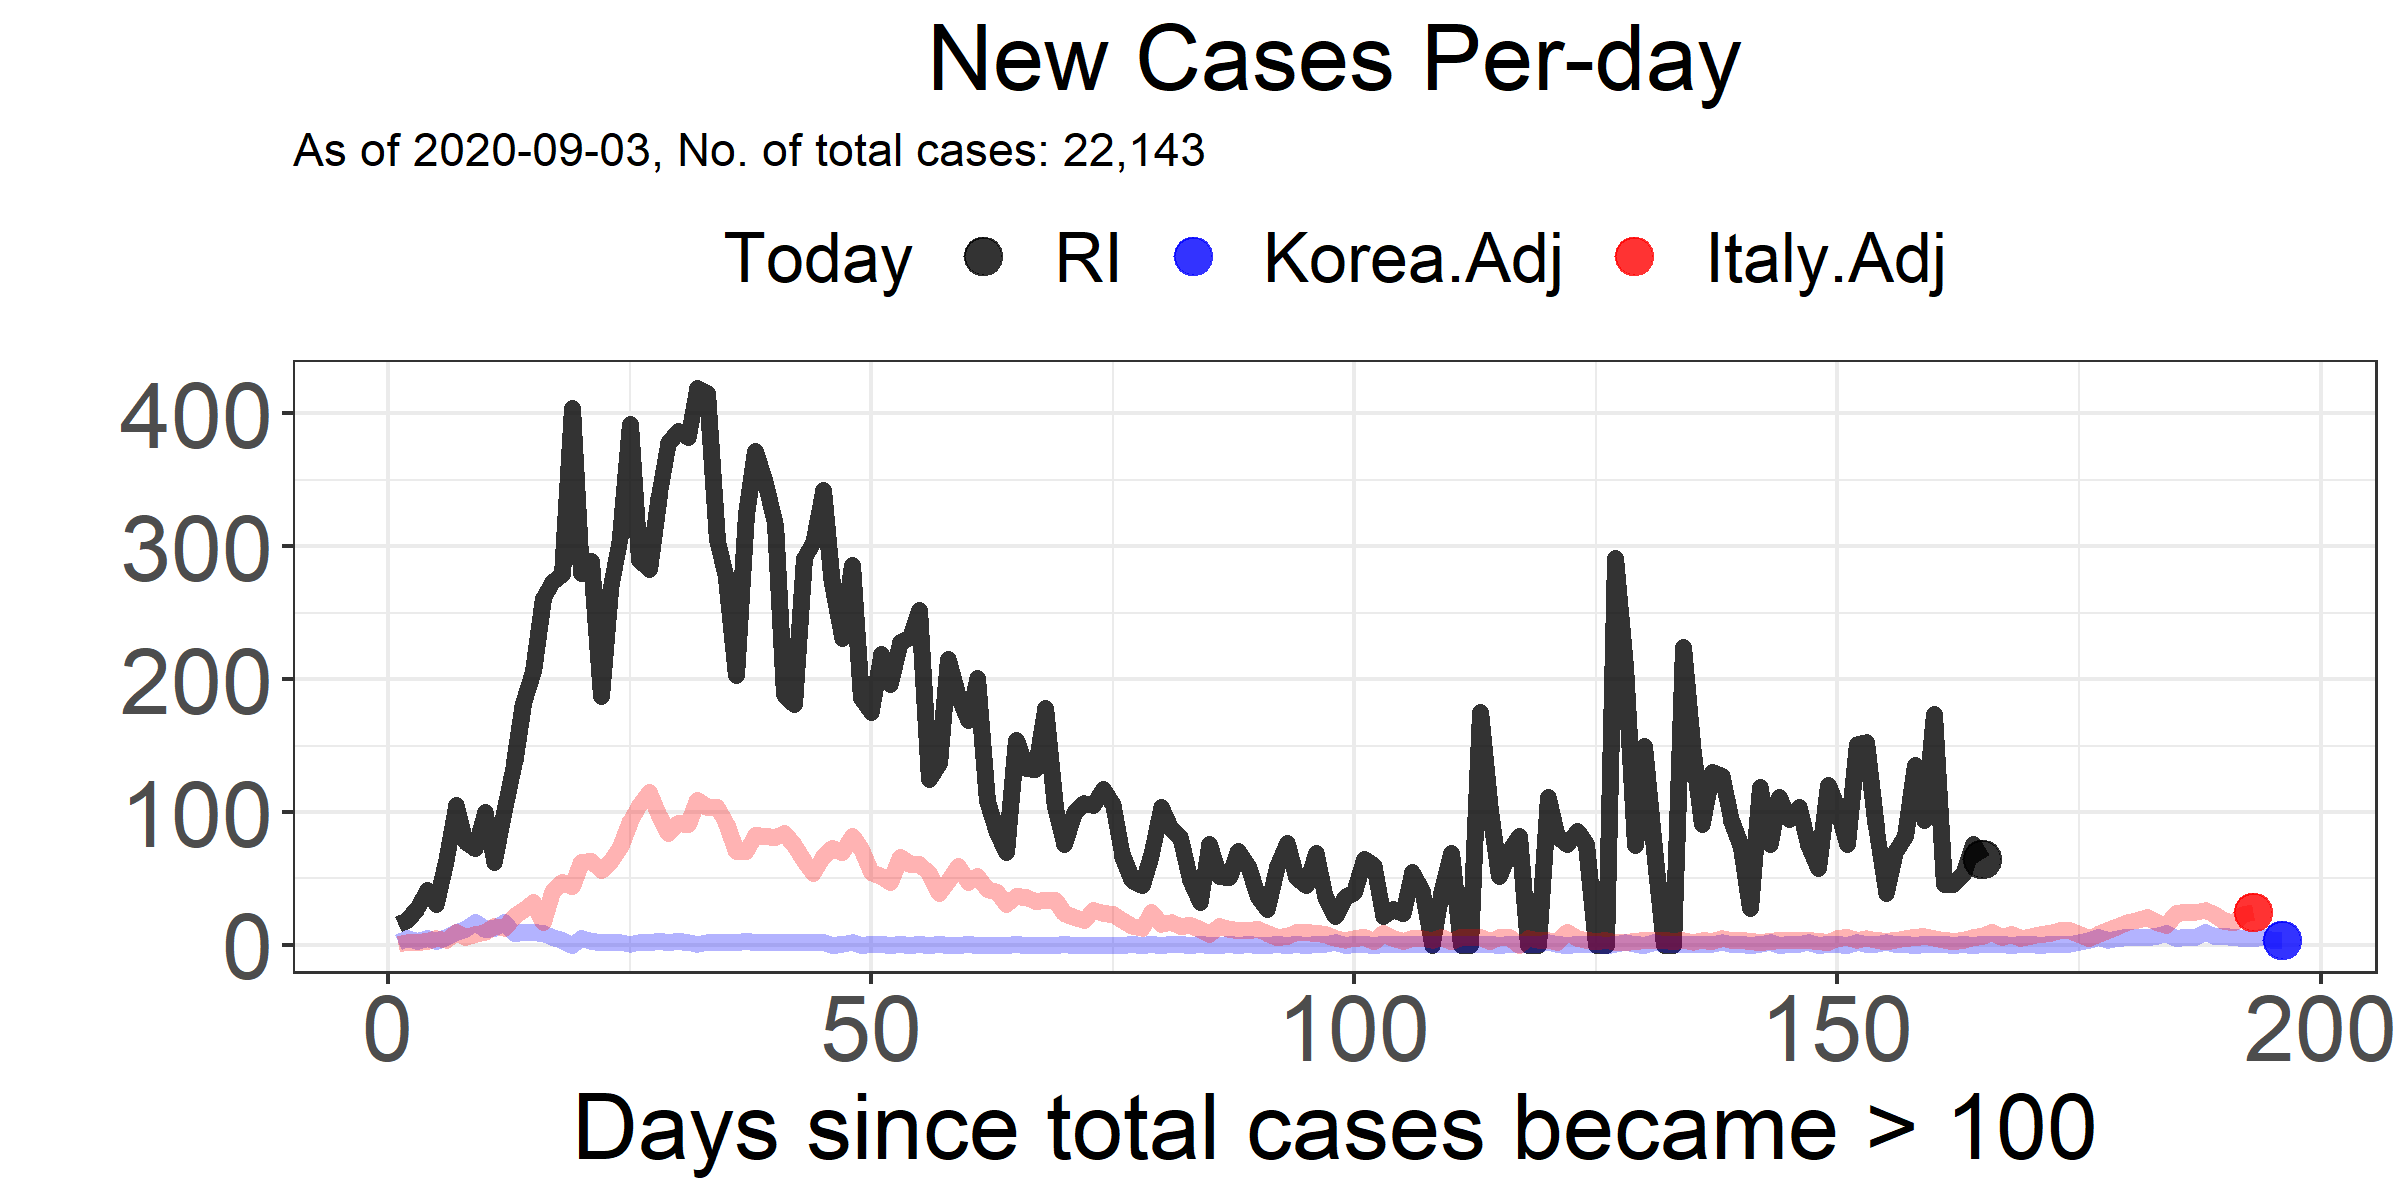 New Cases Per-day
As of 2020-09-03, No. of total cases: 22,143
Today RI Korea.Adj Italy.Adj
400
300
200
100
0
0 50 100 150 200
Days since total cases became > 100